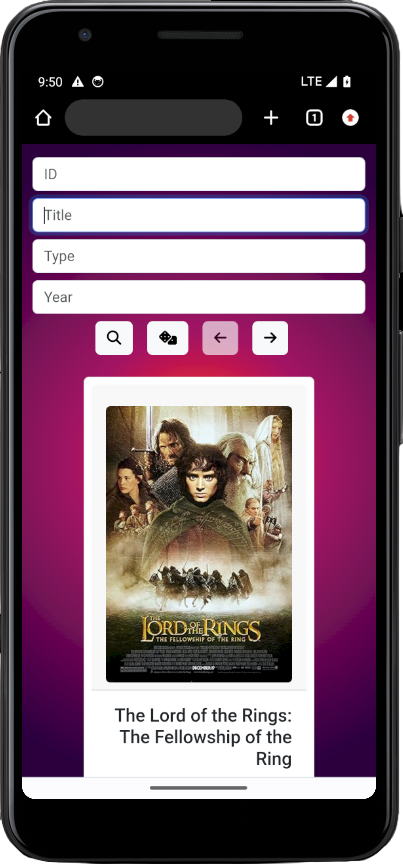 9:50
LTE
1
ID
Title
Type
Year
THE
LORD OF THE RINGS
THE FELLOWSHIP OF THE RING
The Lord of the Rings:
The Fellowship of the
Ring